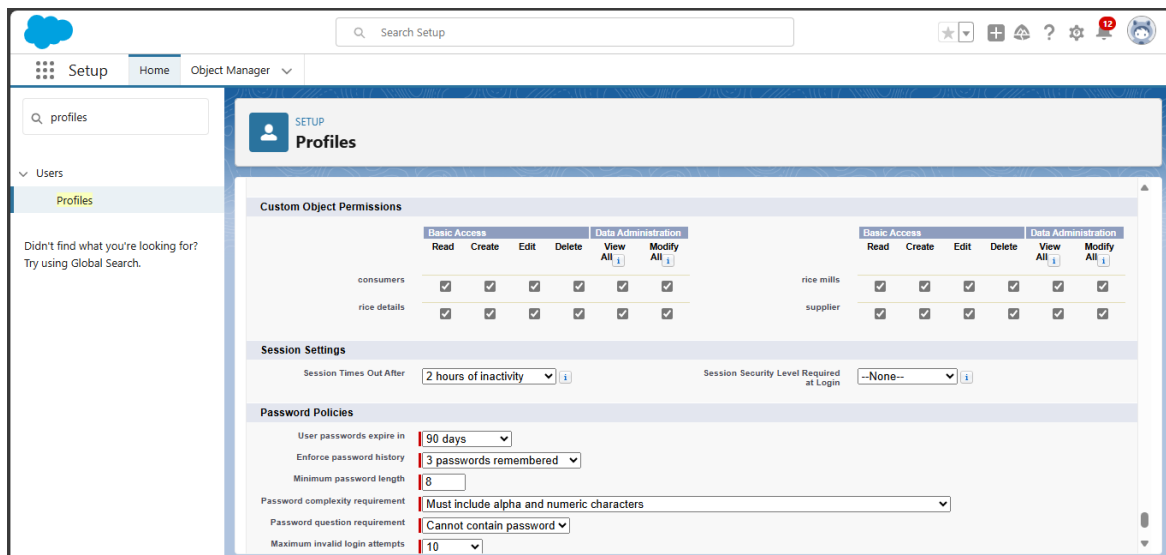 Search Setup
12
Setup Home Object Manager
profiles
SETUP
Profiles
Users
Profiles
Didn't find what you're looking for?
Try using Global Search.
Custom Object Permissions
Basic Access Data Administration Basic Access Data Administration
Read Create Edit Delete View All i Modify All i Read Create Edit Delete View All i Modify All i
consumers rice mills
rice details supplier
Session Settings
Session Times Out After 2 hours of inactivity i Session Security Level Required at Login --None-- i
Password Policies
User passwords expire in 90 days
Enforce password history 3 passwords remembered
Minimum password length 8
Password complexity requirement Must include alpha and numeric characters
Password question requirement Cannot contain password
Maximum invalid login attempts 10